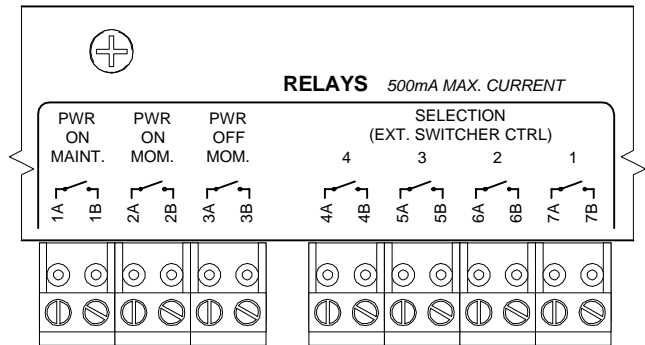 RELAYS 500mA MAX. CURRENT
PWR ON MAINT.
PWR ON MOM.
PWR OFF MOM.
SELECTION
(EXT. SWITCHER CTRL)
4 3 2 1
1A 1B 2A 2B 3A 3B 4A 4B 5A 5B 6A 6B 7A 7B